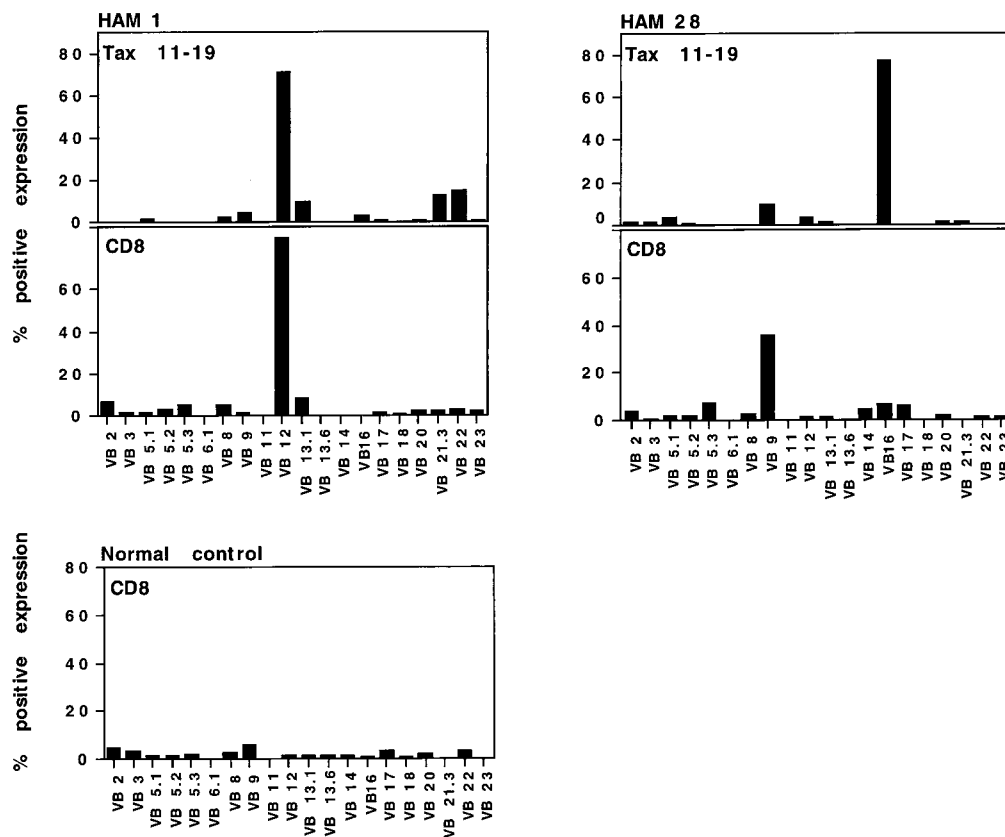 HAM 1
Tax 11-19
80
60
40
20
0
CD8
60
40
20
0
% positive expression
VB 2
VB 3
VB 5.1
VB 5.2
VB 5.3
VB 6.1
VB 8
VB 9
VB 11
VB 12
VB 13.1
VB 13.6
VB 14
VB16
VB 17
VB 18
VB 20
VB 21.3
VB 22
VB 23
HAM 28
Tax 11-19
80
60
40
20
0
CD8
60
40
20
0
VB 2
VB 3
VB 5.1
VB 5.2
VB 5.3
VB 6.1
VB 8
VB 9
VB 11
VB 12
VB 13.1
VB 13.6
VB 14
VB16
VB 17
VB 18
VB 20
VB 21.3
VB 22
VB 23
Normal control
CD8
80
60
40
20
0
% positive expression
VB 2
VB 3
VB 5.1
VB 5.2
VB 5.3
VB 6.1
VB 8
VB 9
VB 11
VB 12
VB 13.1
VB 13.6
VB 14
VB16
VB 17
VB 18
VB 20
VB 21.3
VB 22
VB 23